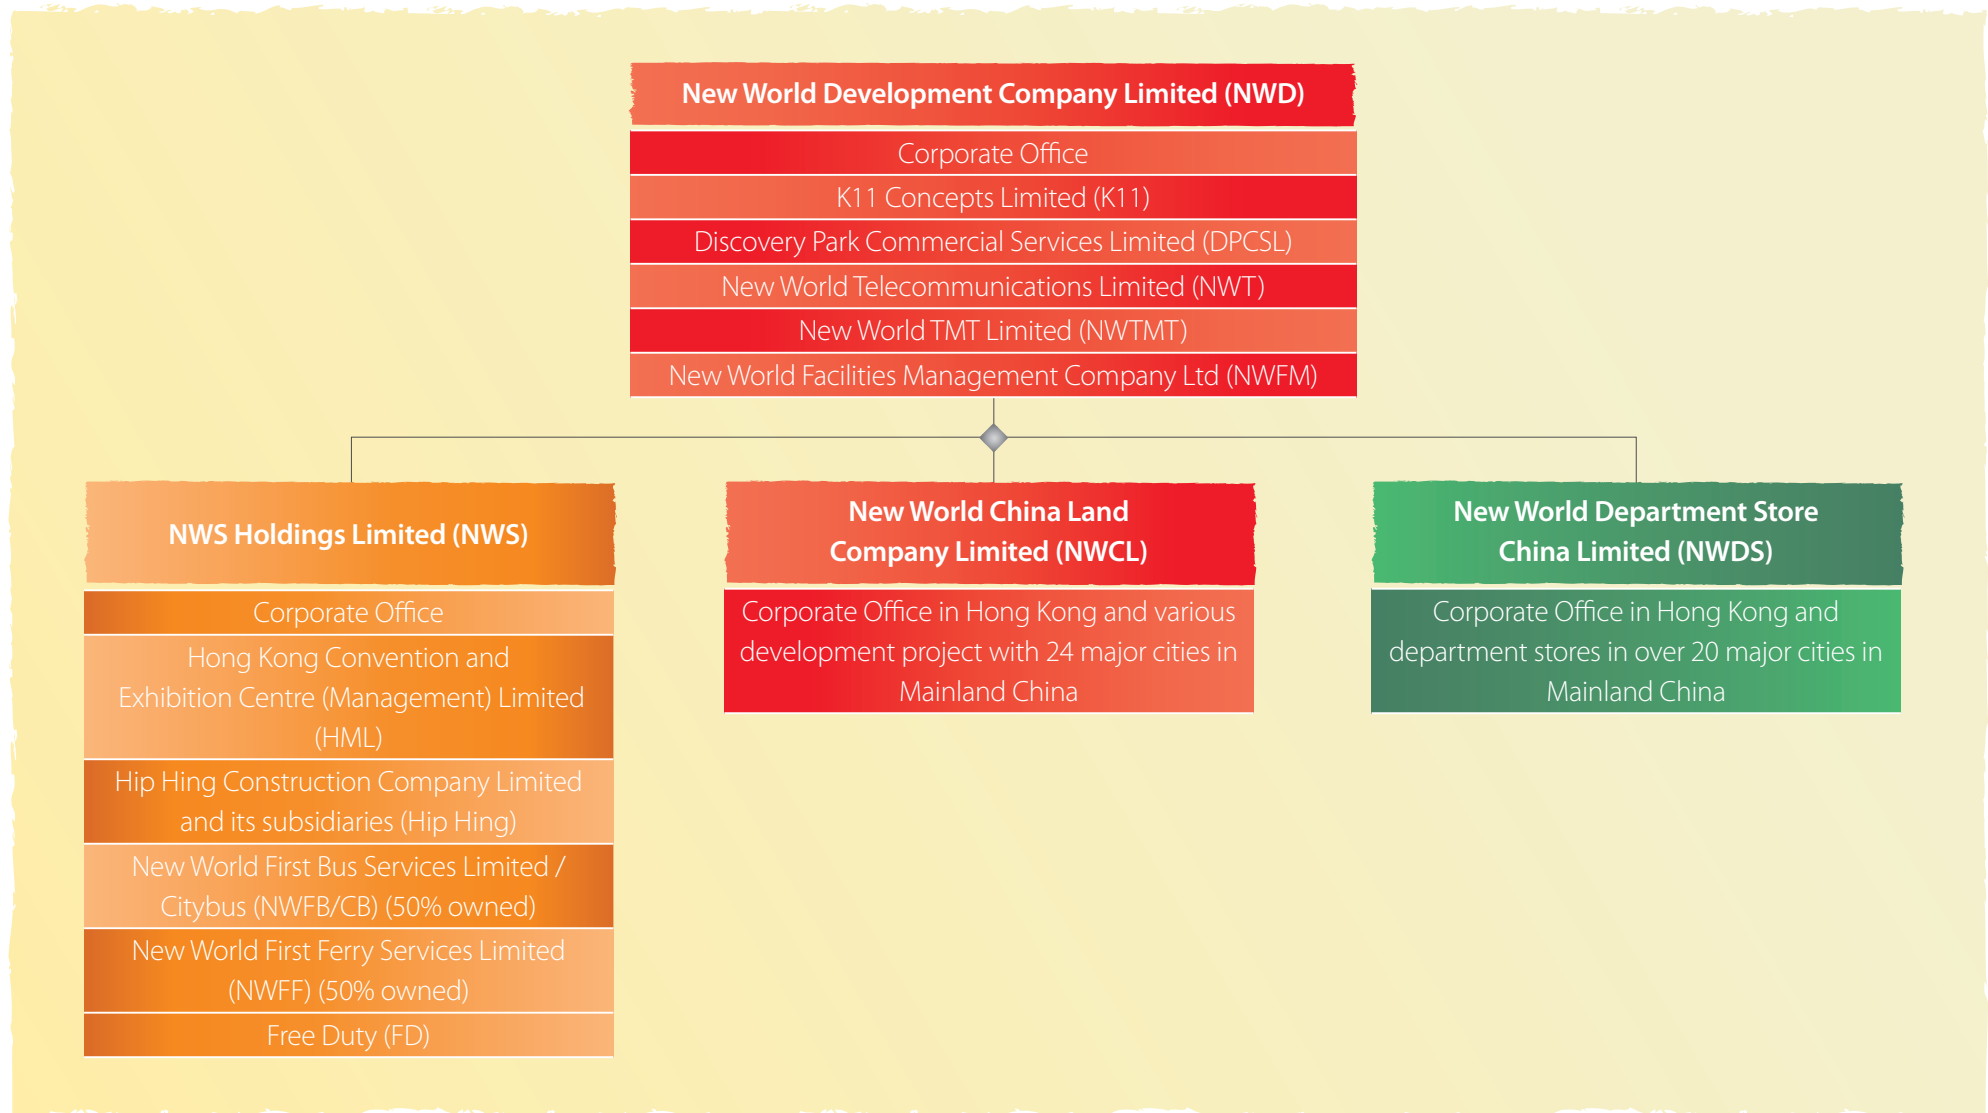 New World Development Company Limited (NWD)
Corporate Office
K11 Concepts Limited (K11)
Discovery Park Commercial Services Limited (DPCSL)
New World Telecommunications Limited (NWT)
New World TMT Limited (NWTMT)
New World Facilities Management Company Ltd (NWFM)
NWS Holdings Limited (NWS)
Corporate Office
Hong Kong Convention and
Exhibition Centre (Management) Limited
(HML)
Hip Hing Construction Company Limited
and its subsidiaries (Hip Hing)
New World First Bus Services Limited /
Citybus (NWFB/CB) (50% owned)
New World First Ferry Services Limited
(NWFF) (50% owned)
Free Duty (FD)
New World China Land
Company Limited (NWCL)
Corporate Office in Hong Kong and various
development project with 24 major cities in
Mainland China
New World Department Store
China Limited (NWDS)
Corporate Office in Hong Kong and
department stores in over 20 major cities in
Mainland China